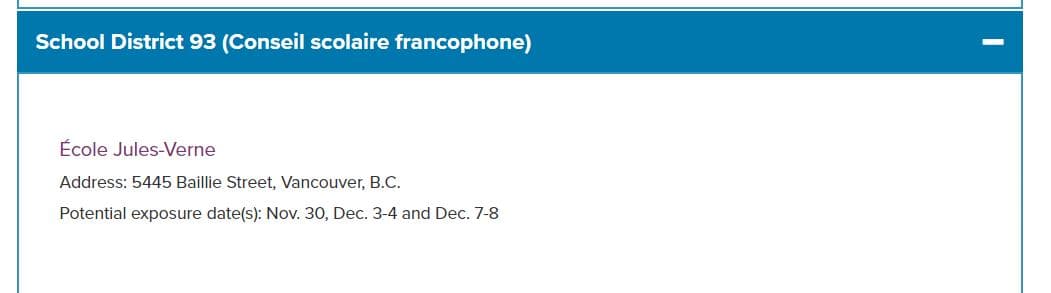 School District 93 (Conseil scolaire francophone)
École Jules-Verne
Address: 5445 Baillie Street, Vancouver, B.C.
Potential exposure date(s): Nov. 30, Dec. 3-4 and Dec. 7-8